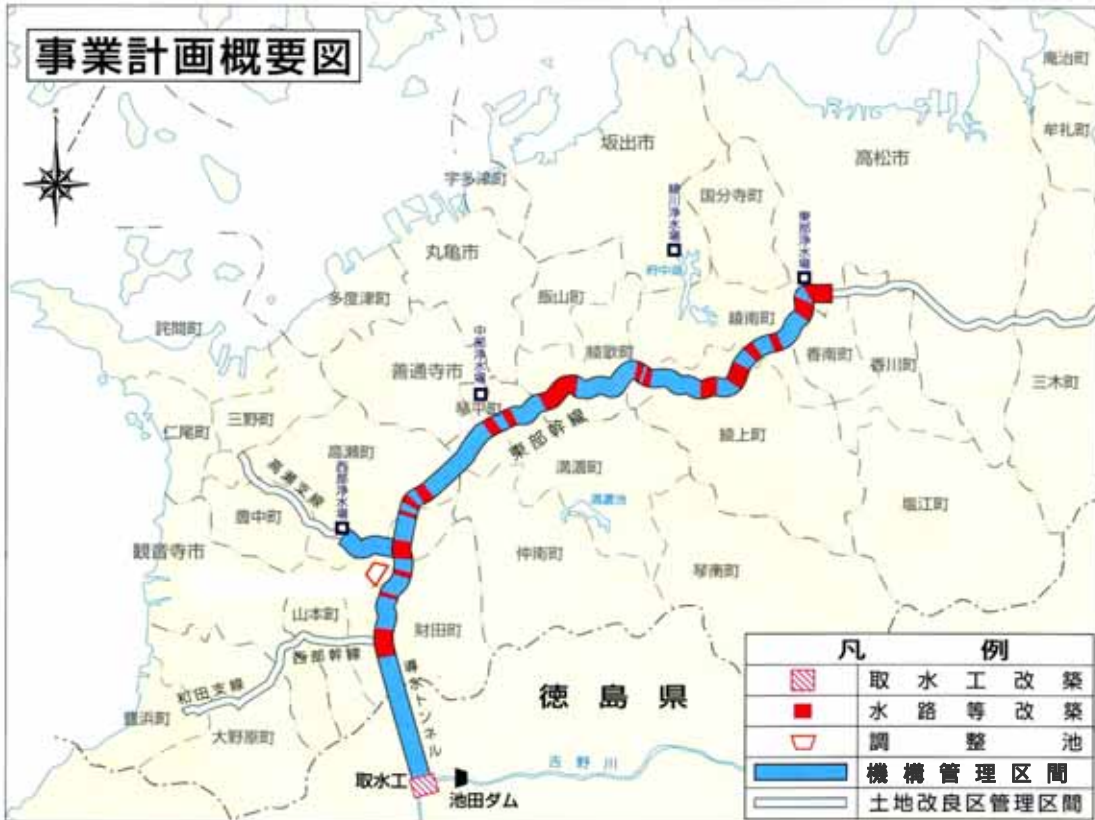 事業計画概要図
庵治町
牟礼町
坂出市
高松市
宇多津町
国分寺町
綾川浄水場
東部浄水場
丸亀市
府中湖
多度津町
飯山町
詫間町
綾南町
中部浄水場
綾歌町
香南町
香川町
善通寺市
三木町
琴平町
三野町
仁尾町
東部幹線
綾上町
高瀬町
満濃町
高瀬支線
西部浄水場
満濃池
塩江町
豊中町
観音寺市
仲南町
琴南町
山本町
財田町
西部幹線
導水トンネル
和田支線
徳島県
豊浜町
大野原町
吉野川
取水工
池田ダム
凡例
取水工改築
水路等改築
調整池
機構管理区間
土地改良区管理区間